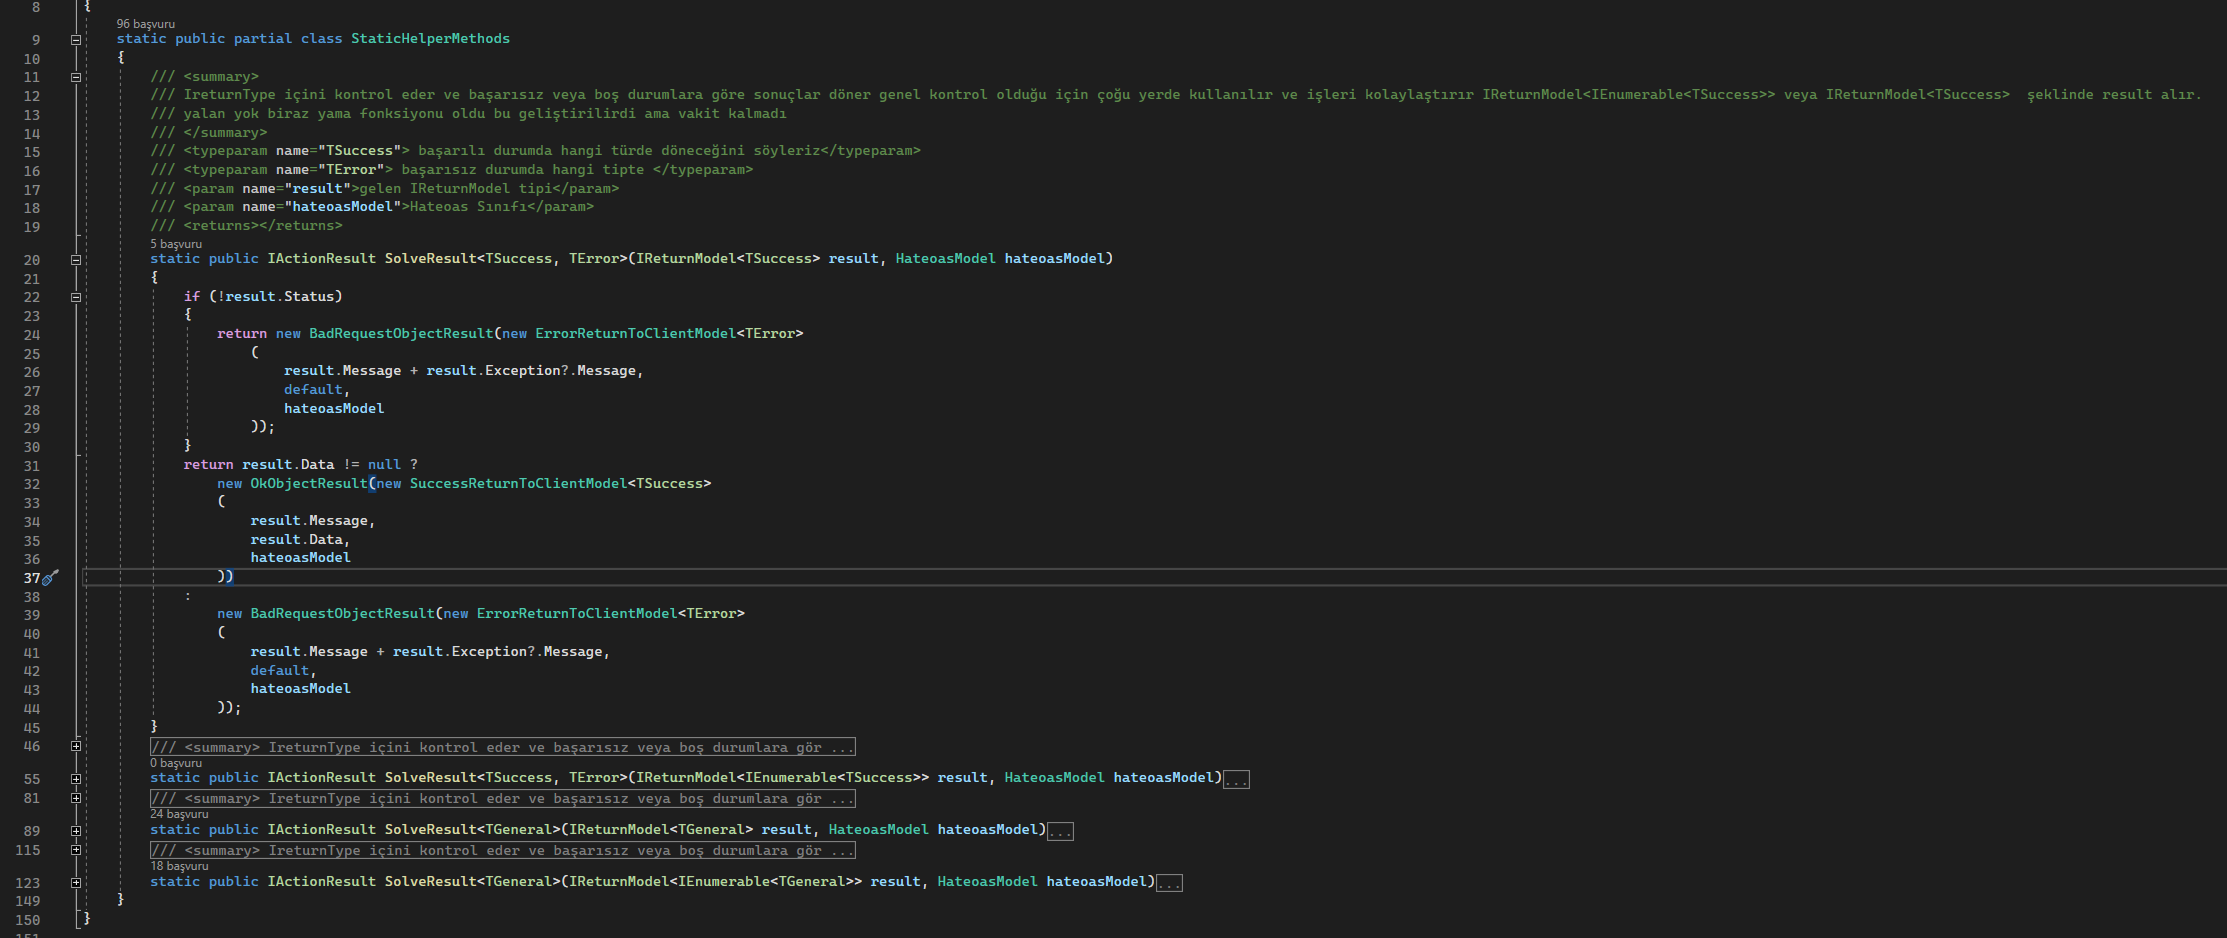 8 {
96 başvuru
9 static public partial class StaticHelperMethods
10 {
11 /// <summary>
12 /// IreturnType içini kontrol eder ve başarısız veya boş durumlara göre sonuçlar döner genel kontrol olduğu için çoğu yerde kullanılır ve işleri kolaylaştırır IReturnModel<IEnumerable<TSuccess>> veya IReturnModel<TSuccess>  şeklinde result alır.
13 /// yalan yok biraz yama fonksiyonu oldu bu geliştirilirdi ama vakit kalmadı
14 /// </summary>
15 /// <typeparam name="TSuccess"> başarılı durumda hangi türde döneceğini söyleriz</typeparam>
16 /// <typeparam name="TError"> başarısız durumda hangi tipte </typeparam>
17 /// <param name="result">gelen IReturnModel tipi</param>
18 /// <param name="hateoasModel">Hateoas Sınıfı</param>
19 /// <returns></returns>
5 başvuru
20 static public IActionResult SolveResult<TSuccess, TError>(IReturnModel<TSuccess> result, HateoasModel hateoasModel)
21 {
22 if (!result.Status)
23 {
24 return new BadRequestObjectResult(new ErrorReturnToClientModel<TError>
25 (
26 result.Message + result.Exception?.Message,
27 default,
28 hateoasModel
29 ));
30 }
31 return result.Data != null ?
32 new OkObjectResult(new SuccessReturnToClientModel<TSuccess>
33 (
34 result.Message,
35 result.Data,
36 hateoasModel
37 ))
38 :
39 new BadRequestObjectResult(new ErrorReturnToClientModel<TError>
40 (
41 result.Message + result.Exception?.Message,
42 default,
43 hateoasModel
44 ));
45 }
46 /// <summary> IreturnType içini kontrol eder ve başarısız veya boş durumlara gör ...
0 başvuru
55 static public IActionResult SolveResult<TSuccess, TError>(IReturnModel<IEnumerable<TSuccess>> result, HateoasModel hateoasModel)...
81 /// <summary> IreturnType içini kontrol eder ve başarısız veya boş durumlara gör ...
24 başvuru
89 static public IActionResult SolveResult<TGeneral>(IReturnModel<TGeneral> result, HateoasModel hateoasModel)...
115 /// <summary> IreturnType içini kontrol eder ve başarısız veya boş durumlara gör ...
18 başvuru
123 static public IActionResult SolveResult<TGeneral>(IReturnModel<IEnumerable<TGeneral>> result, HateoasModel hateoasModel)...
149 }
150 }
151